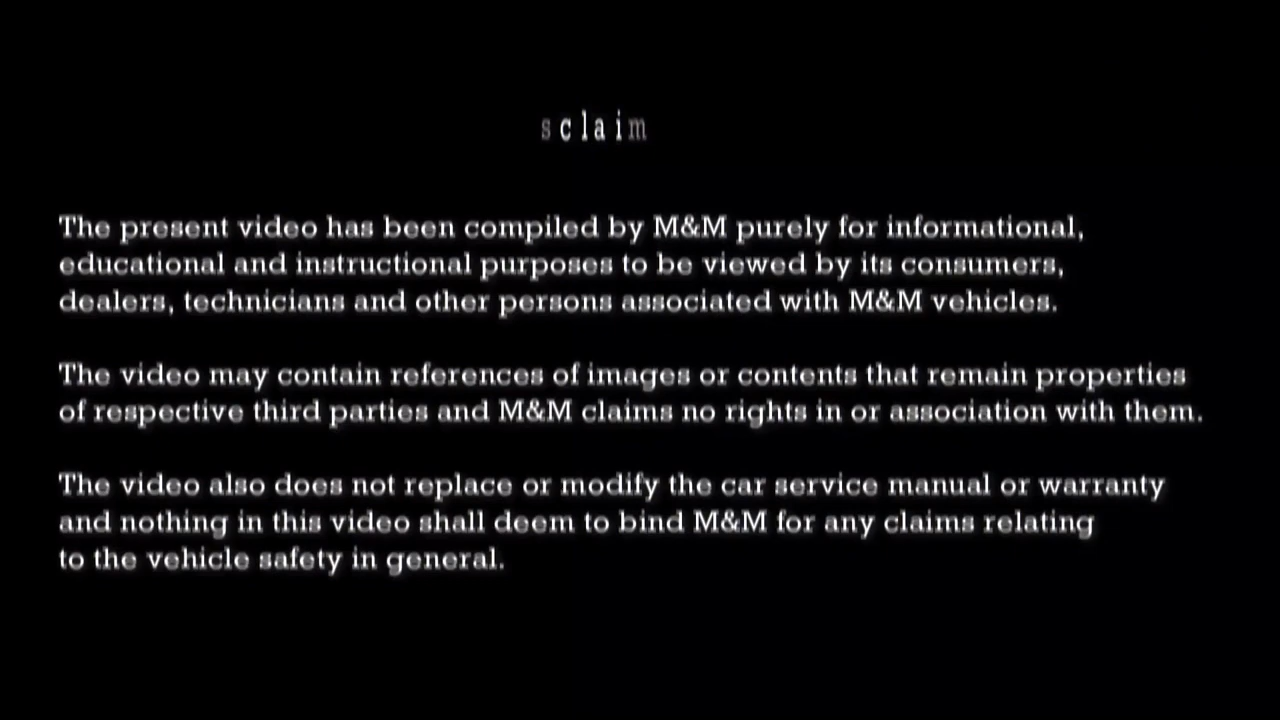 sclaim
The present video has been compiled by M&M purely for informational,
educational and instructional purposes to be viewed by its consumers,
dealers, technicians and other persons associated with M&M vehicles.
The video may contain references of images or contents that remain properties
of respective third parties and M&M claims no rights in or association with them.
The video also does not replace or modify the car service manual or warranty
and nothing in this video shall deem to bind M&M for any claims relating
to the vehicle safety in general.